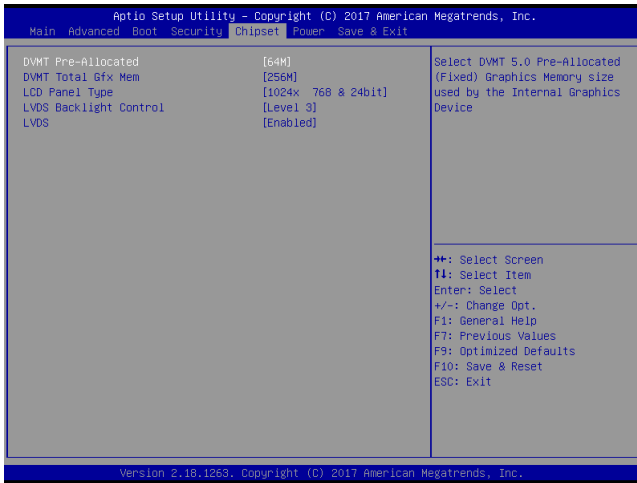 Aptio Setup Utility – Copyright (C) 2017 American Megatrends, Inc.
Main Advanced Boot Security Chipset Power Save & Exit
DVMT Pre-Allocated [64M]
DVMT Total Gfx Mem [256M]
LCD Panel Type [1024x 768 & 24bit]
LVDS Backlight Control [Level 3]
LVDS [Enabled]
Select DVMT 5.0 Pre-Allocated
(Fixed) Graphics Memory size
used by the Internal Graphics
Device
→←: Select Screen
↑↓: Select Item
Enter: Select
+/-: Change Opt.
F1: General Help
F7: Previous Values
F9: Optimized Defaults
F10: Save & Reset
ESC: Exit
Version 2.18.1263. Copyright (C) 2017 American Megatrends, Inc.